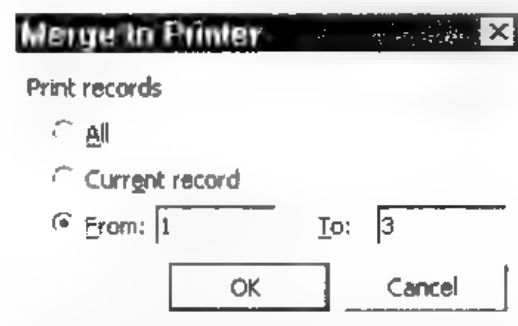 Merge to Printer
Print records
All
Current record
From: 1 To: 3
OK Cancel